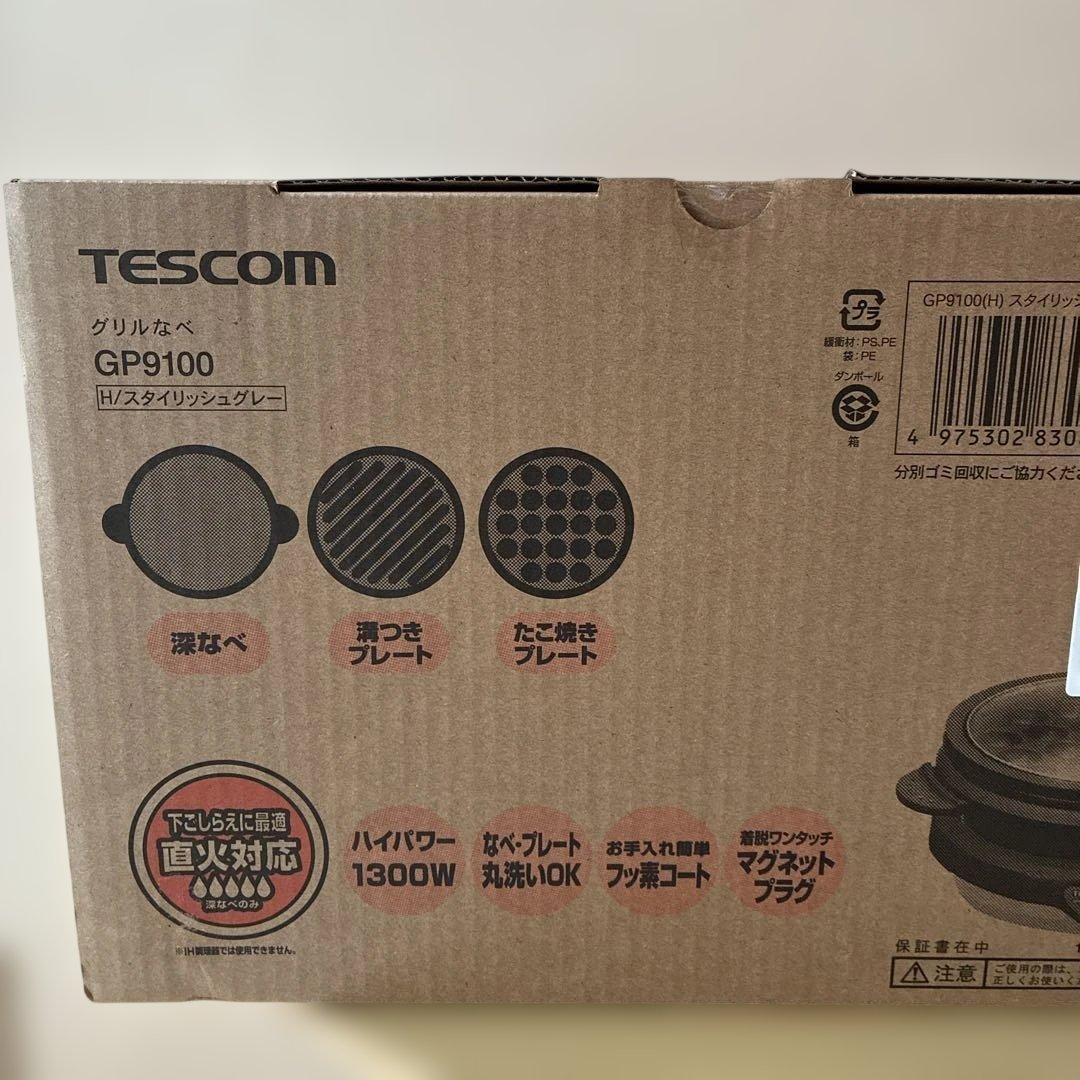 TESCOM
グリルなべ
GP9100
H/スタイリッシュグレー
深なべ
溝つき
プレート
たこ焼き
プレート
下こしらえに最適
直火対応
深なべのみ
※IH調理器では使用できません。
ハイパワー
1300W
なべ・プレート
丸洗いOK
お手入れ簡単
フッ素コート
着脱ワンタッチ
マグネット
プラグ
プラ
緩衝材：PS、PE
袋：PE
ダンボール
箱
GP9100(H) スタイリッシ
4 975302 830
分別ゴミ回収にご協力くだ
保証書在中
注意
ご使用の際は、
正しくお使いく